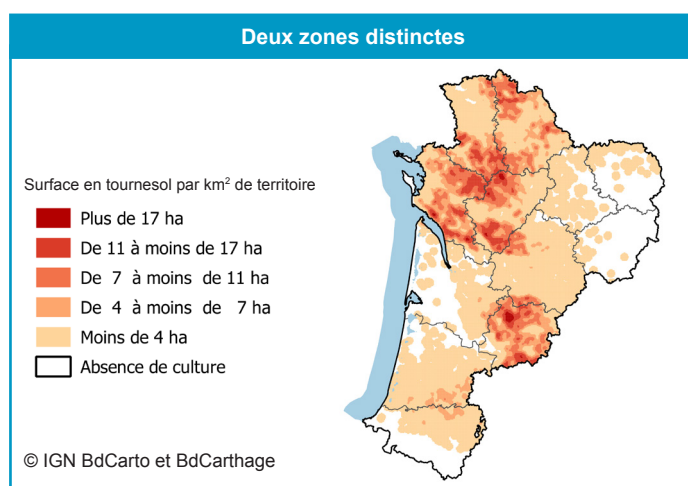 Deux zones distinctes
Surface en tournesol par km² de territoire
Plus de 17 ha
De 11 à moins de 17 ha
De 7 à moins de 11 ha
De 4 à moins de 7 ha
Moins de 4 ha
Absence de culture
© IGN BdCarto et BdCarthage